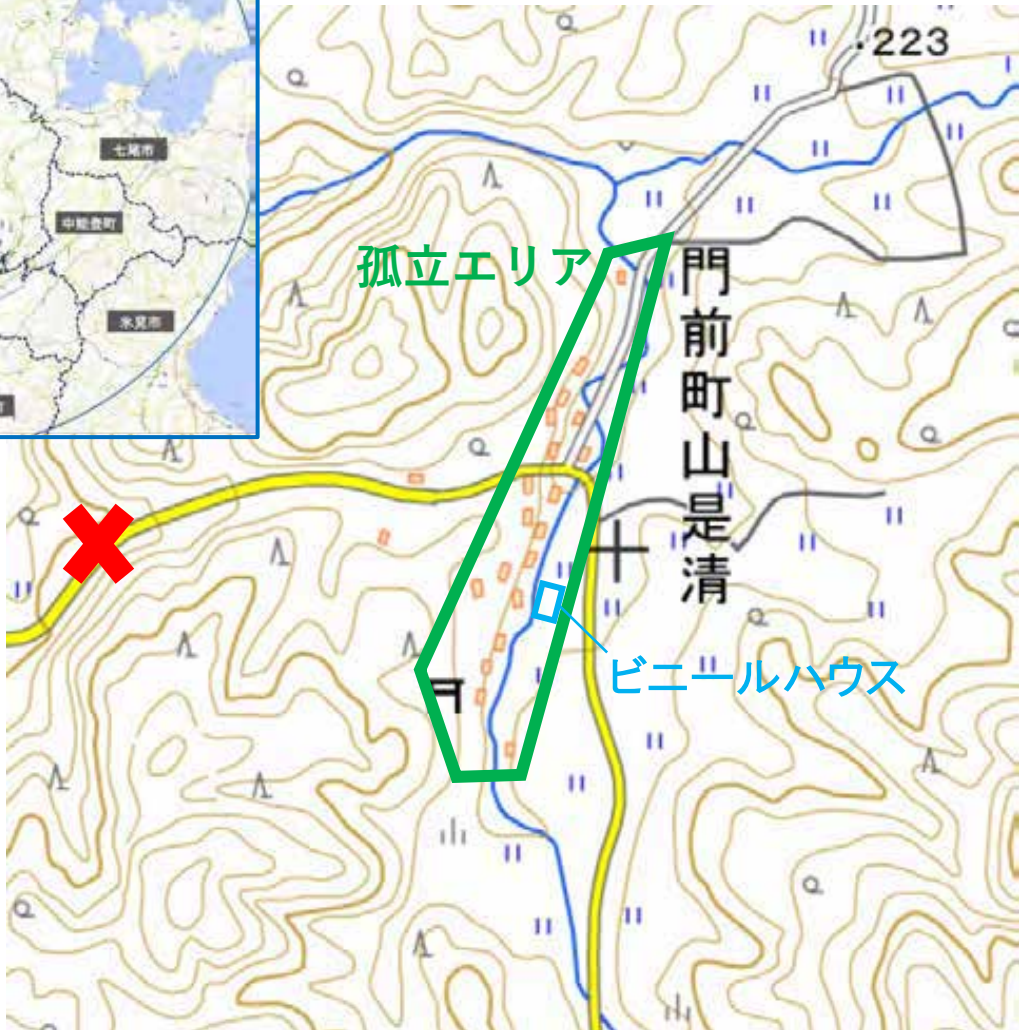 七尾市
中能登町
氷見市
223
孤立エリア
門前町山是清
ビニールハウス